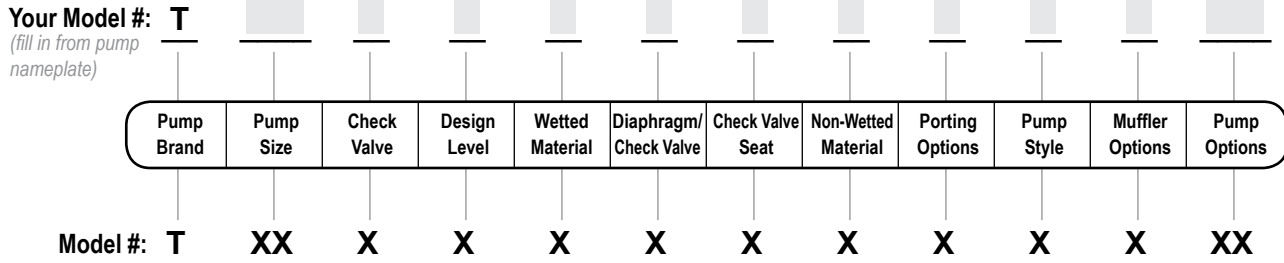 Your Model #: T
(fill in from pump
nameplate)
Pump Pump Check Design Wetted Diaphragm/ Check Valve Non-Wetted Porting Pump Muffler Pump
Brand Size Valve Level Material Check Valve Seat Material Options Style Options Options
Model #: T XX X X X X X X X X X XX